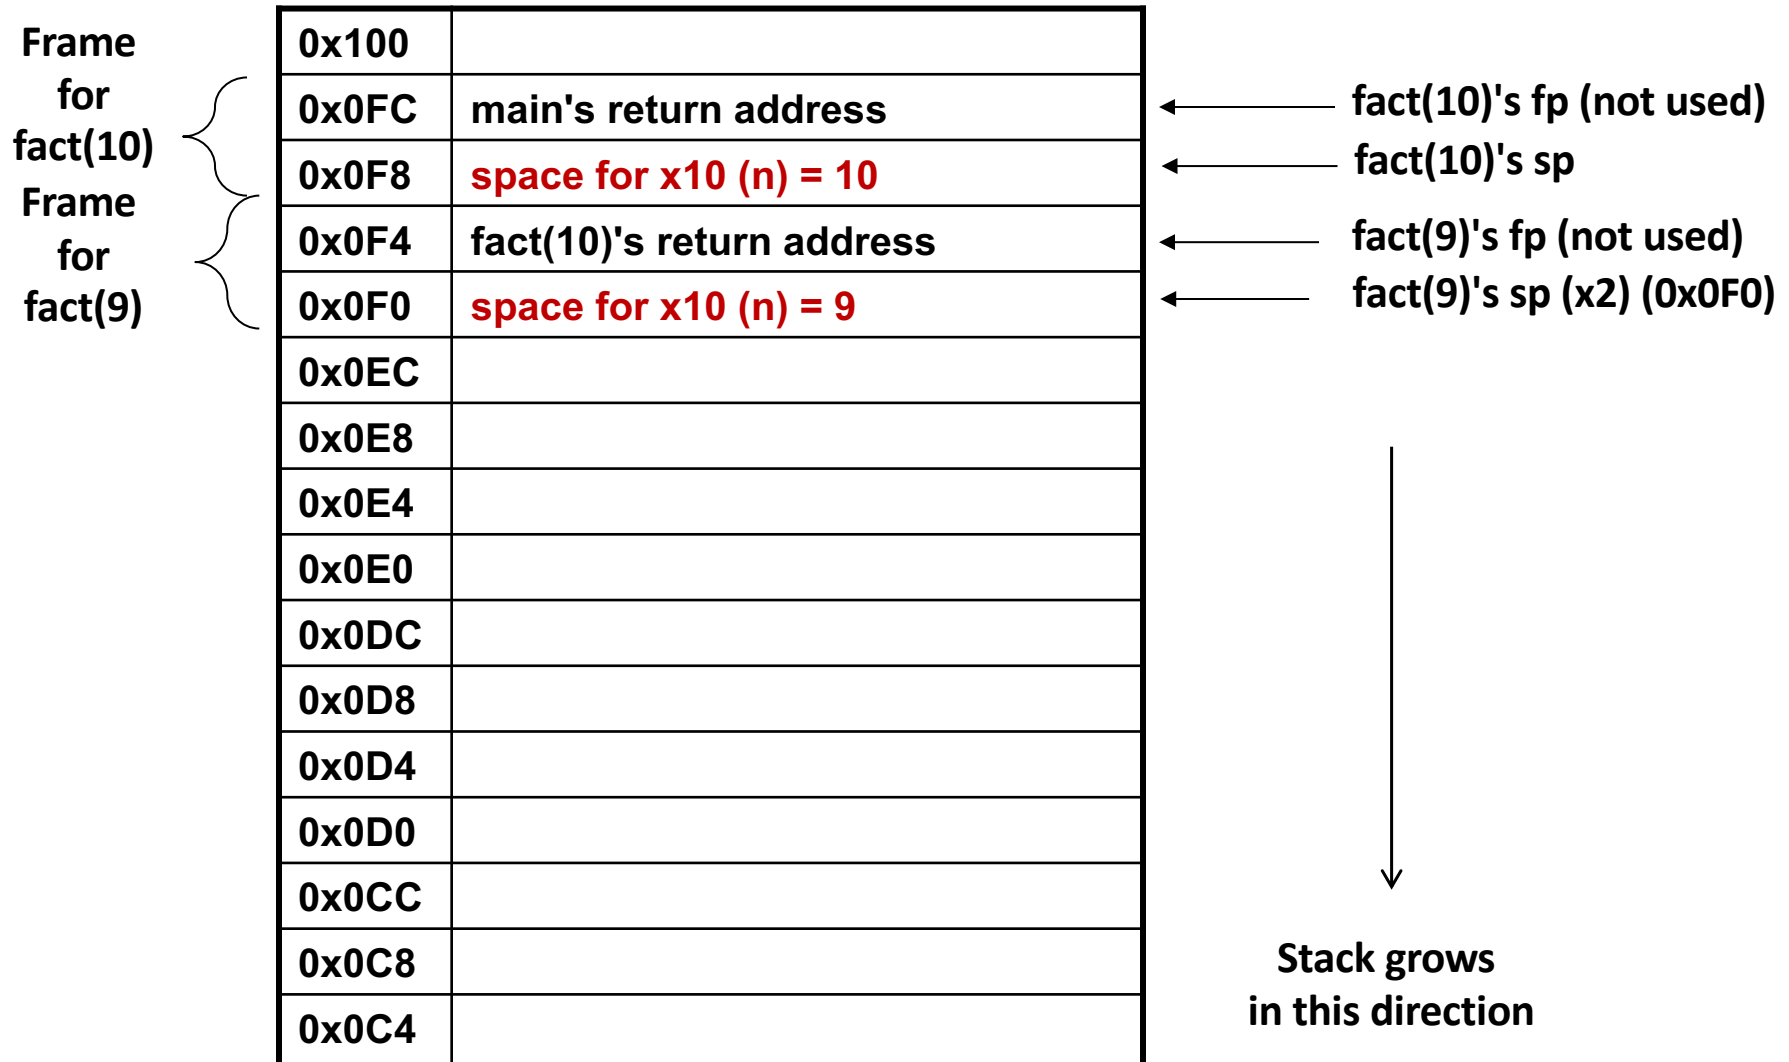 Frame
for
fact(10)
Frame
for
fact(9)
0x100
0x0FC main's return address
0x0F8 space for x10 (n) = 10
0x0F4 fact(10)'s return address
0x0F0 space for x10 (n) = 9
0x0EC
0x0E8
0x0E4
0x0E0
0x0DC
0x0D8
0x0D4
0x0D0
0x0CC
0x0C8
0x0C4
fact(10)'s fp (not used)
fact(10)'s sp
fact(9)'s fp (not used)
fact(9)'s sp (x2) (0x0F0)
Stack grows
in this direction